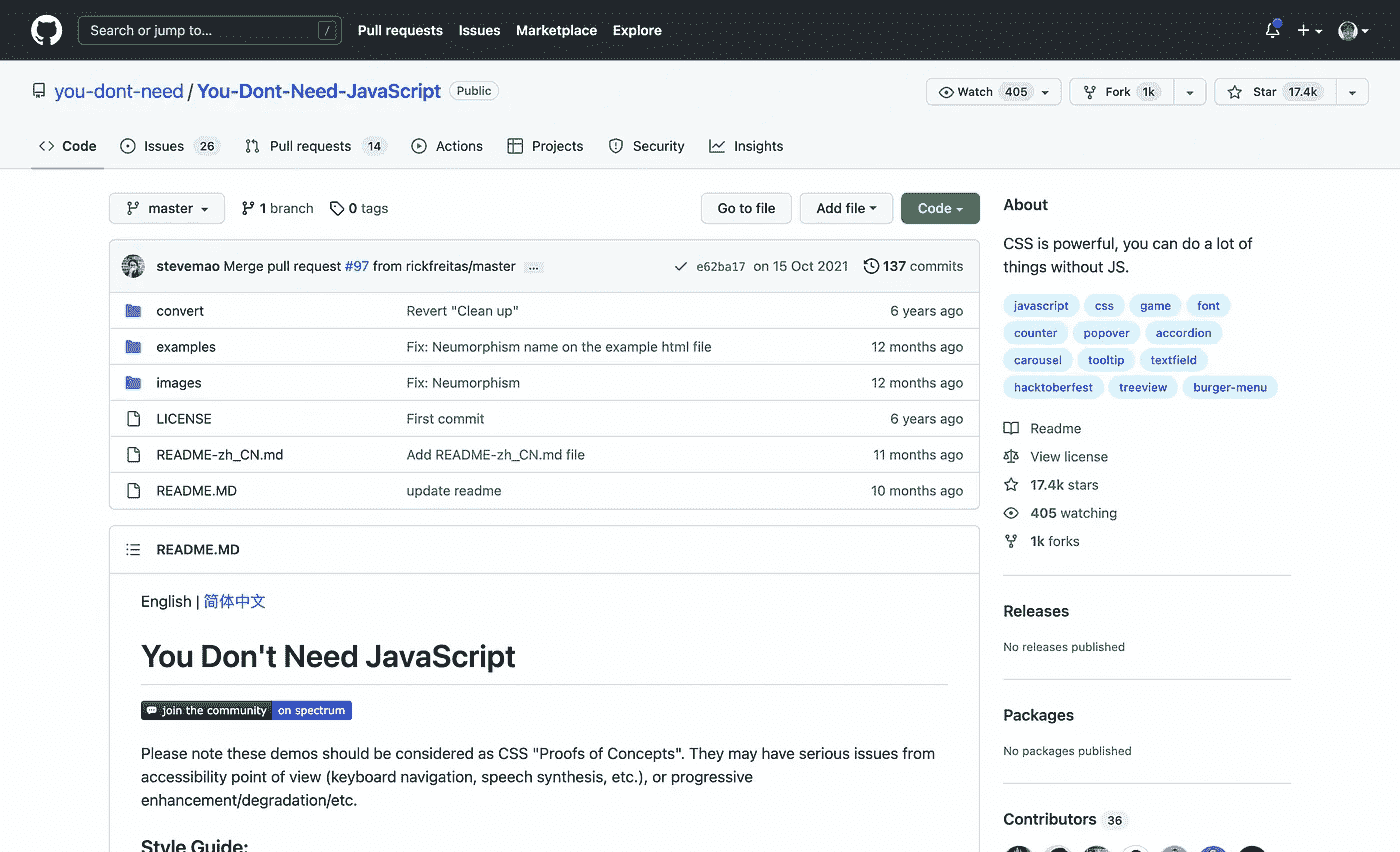 Search or jump to... /
Pull requests Issues Marketplace Explore
you-dont-need / You-Dont-Need-JavaScript Public
Watch 405 Fork 1k Star 17.4k
Code Issues 26 Pull requests 14 Actions Projects Security Insights
master 1 branch 0 tags Go to file Add file Code
stevemao Merge pull request #97 from rickfreitas/master ... e62ba17 on 15 Oct 2021 137 commits
convert Revert "Clean up" 6 years ago
examples Fix: Neumorphism name on the example html file 12 months ago
images Fix: Neumorphism 12 months ago
LICENSE First commit 6 years ago
README-zh_CN.md Add README-zh_CN.md file 11 months ago
README.MD update readme 10 months ago
README.MD
English | 简体中文
You Don't Need JavaScript
join the community on spectrum
Please note these demos should be considered as CSS "Proofs of Concepts". They may have serious issues from
accessibility point of view (keyboard navigation, speech synthesis, etc.), or progressive
enhancement/degradation/etc.
Style Guide:
About
CSS is powerful, you can do a lot of
things without JS.
javascript css game font
counter popover accordion
carousel tooltip textfield
hacktoberfest treeview burger-menu
Readme
View license
17.4k stars
405 watching
1k forks
Releases
No releases published
Packages
No packages published
Contributors 36